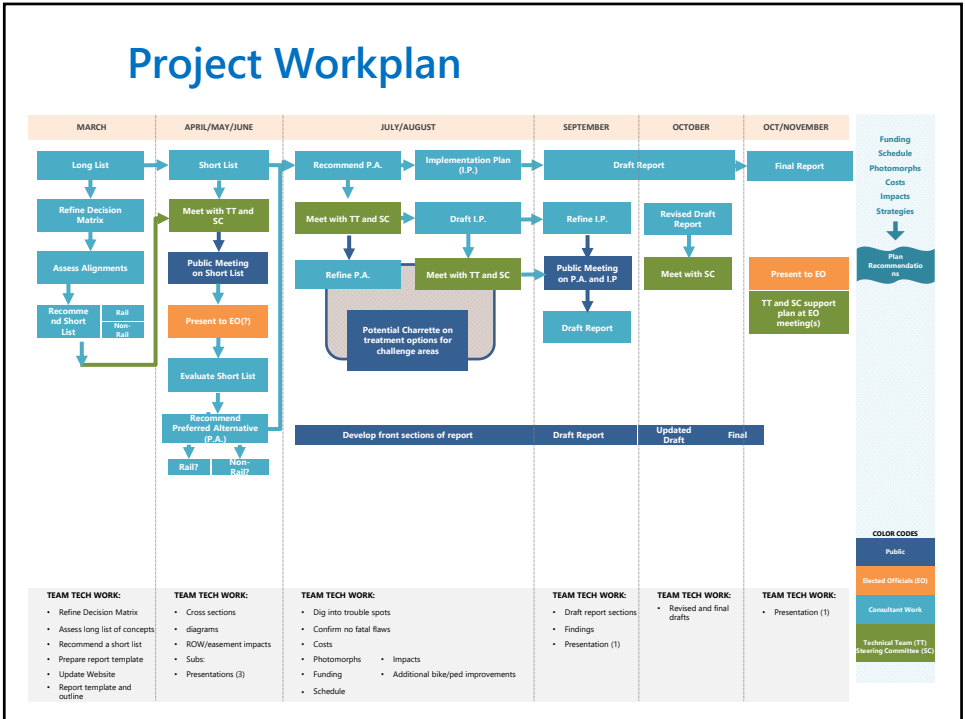 Project Workplan
MARCH
APRIL/MAY/JUNE
JULY/AUGUST
SEPTEMBER
OCTOBER
OCT/NOVEMBER
Long List
Refine Decision
Matrix
Assess Alignments
Recomme
nd Short
List
Rail
Non-
Rail
Short List
Meet with TT and
SC
Public Meeting
on Short List
Present to EO(?)
Evaluate Short List
Recommend
Preferred Alternative
(P.A.)
Rail?
Non-
Rail?
Recommend P.A.
Implementation Plan
(I.P.)
Meet with TT and SC
Draft I.P.
Refine P.A.
Meet with TT and SC
Potential Charrette on
treatment options for
challenge areas
Draft Report
Refine I.P.
Public Meeting
on P.A. and I.P
Draft Report
Revised Draft
Report
Meet with SC
Final Report
Present to EO
TT and SC support
plan at EO
meeting(s)
Develop front sections of report
Draft Report
Updated
Draft
Final
Funding
Schedule
Photomorphs
Costs
Impacts
Strategies
Plan
Recommendatio
ns
COLOR CODES
Public
Elected Officials (EO)
Consultant Work
Technical Team (TT)
Steering Committee (SC)
TEAM TECH WORK:
• Refine Decision Matrix
• Assess long list of concepts
• Recommend a short list
• Prepare report template
• Update Website
• Report template and
outline
TEAM TECH WORK:
• Cross sections
• diagrams
• ROW/easement impacts
• Subs:
• Presentations (3)
TEAM TECH WORK:
• Dig into trouble spots
• Confirm no fatal flaws
• Costs
• Photomorphs
• Funding
• Schedule
• Impacts
• Additional bike/ped improvements
TEAM TECH WORK:
• Draft report sections
• Findings
• Presentation (1)
TEAM TECH WORK:
• Revised and final
drafts
TEAM TECH WORK:
• Presentation (1)